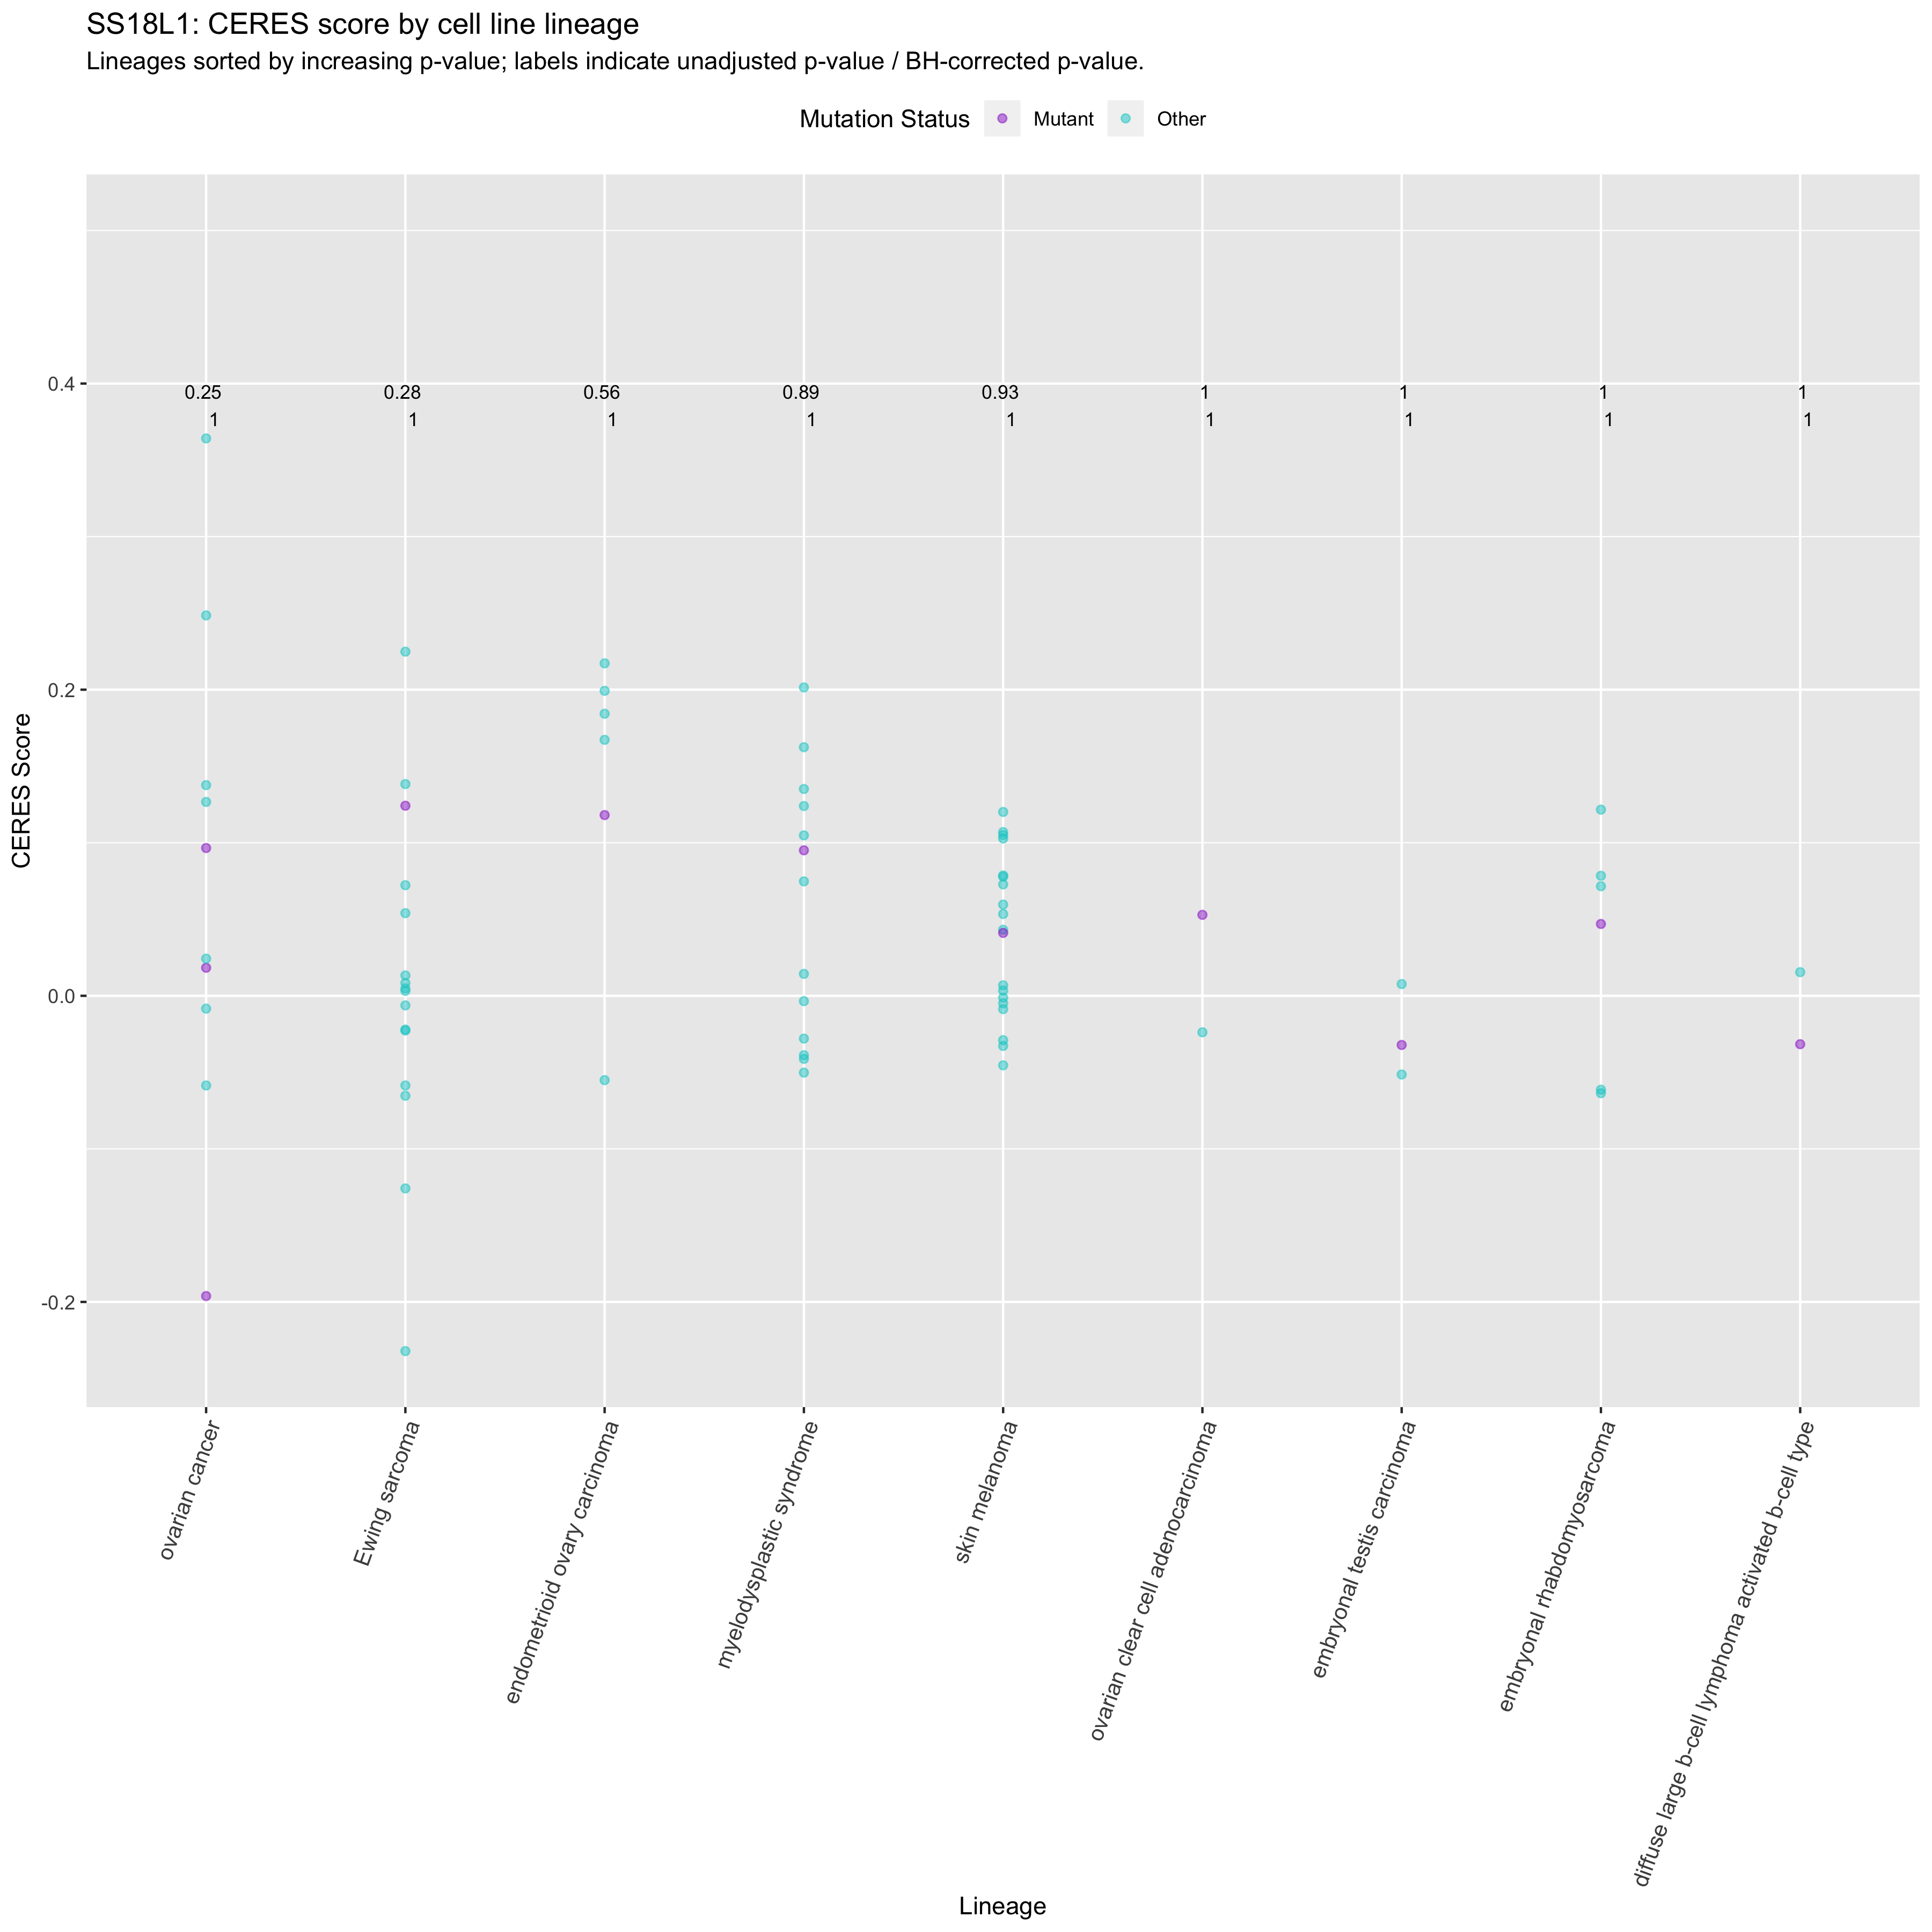 SS18L1: CERES score by cell line lineage
Lineages sorted by increasing p-value; labels indicate unadjusted p-value / BH-corrected p-value.
Mutation Status Mutant Other
CERES Score
0.4
0.2
0.0
-0.2
0.25 0.28 0.56 0.89 0.93 1 1 1 1
1 1 1 1 1 1 1 1 1
ovarian cancer
Ewing sarcoma
endometrioid ovary carcinoma
myelodysplastic syndrome
skin melanoma
ovarian clear cell adenocarcinoma
embryonal testis carcinoma
embryonal rhabdomyosarcoma
diffuse large b-cell lymphoma activated b-cell type
Lineage